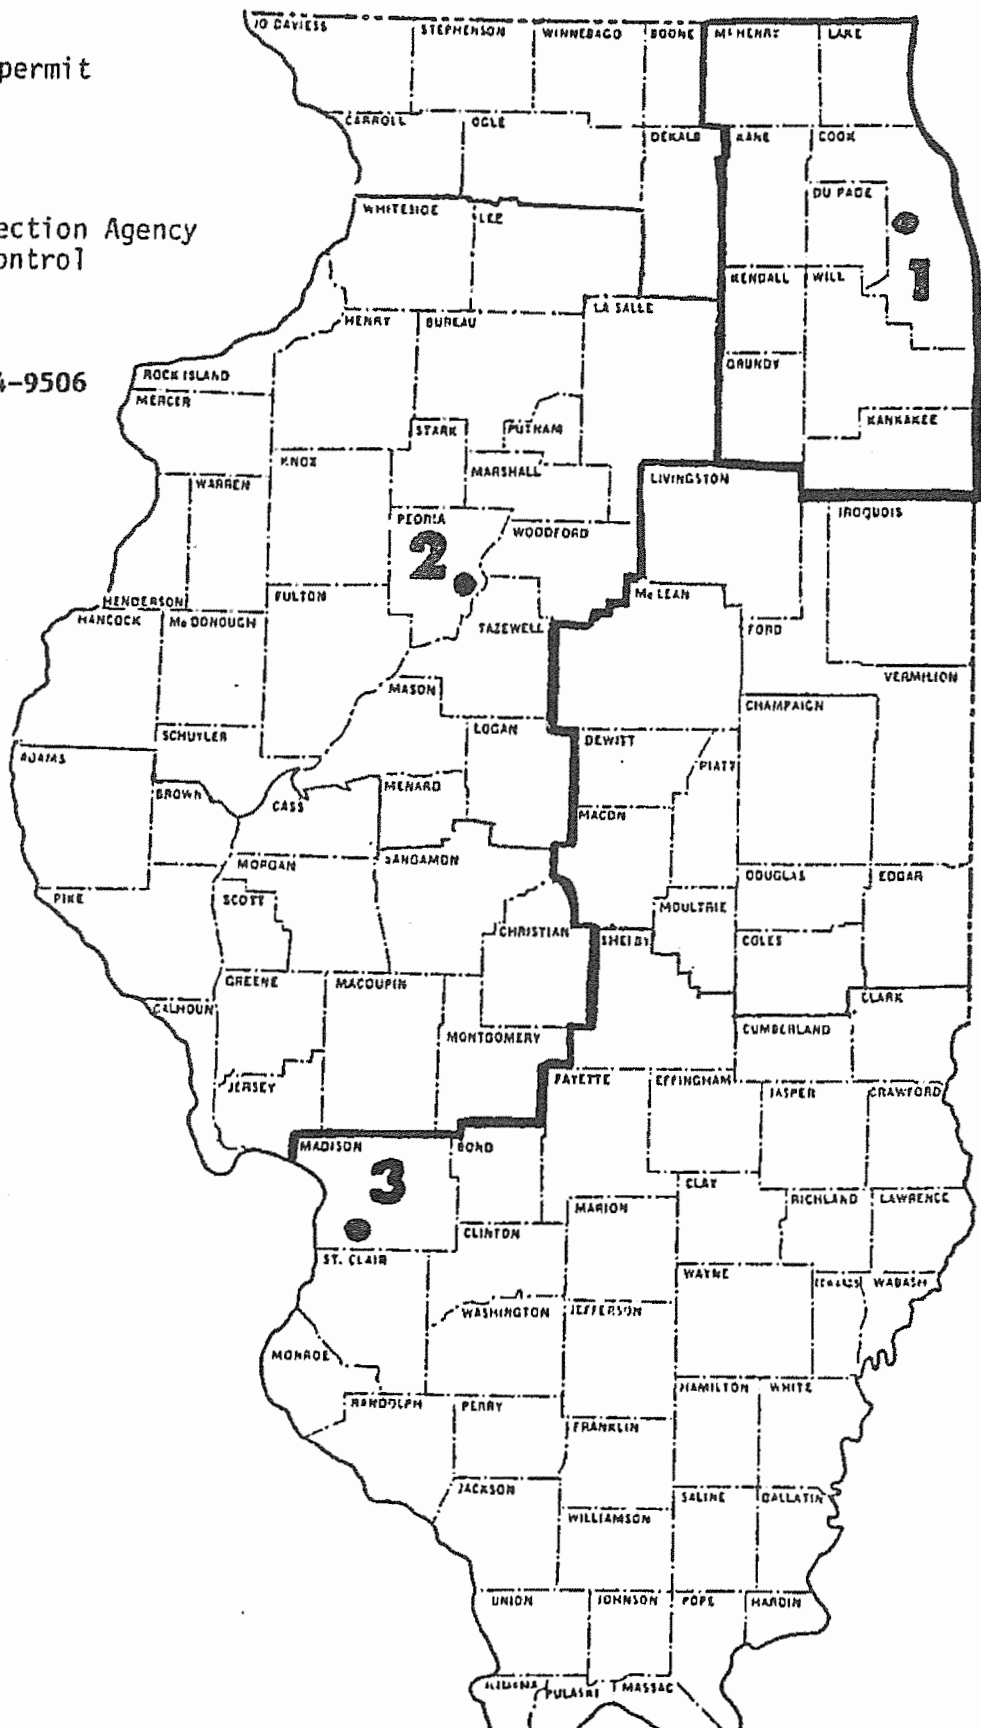 permit
ection Agency
ontrol
4-9506
JO DAVIESS
STEPHENSON
WINNEBAGO
BOONE
McHENRY
LAKE
CARROLL
OGLE
DEKALB
KANE
COOK
DU PAGE
WHITESIDE
LEE
1
KENDALL
WILL
LA SALLE
HENRY
BUREAU
GRUNDY
ROCK ISLAND
MERCER
KANKAKEE
STARK
PUTNAM
KNOX
MARSHALL
LIVINGSTON
WARREN
PEORIA
IROQUOIS
WOODFORD
2
HENDERSON
FULTON
McLEAN
HANCOCK
McDONOUGH
TAZEWELL
FORD
VERMILION
MASON
CHAMPAIGN
LOGAN
SCHUYLER
DEWITT
ADAMS
PIATT
BROWN
CASS
MENARD
MACON
MORGAN
SANGAMON
DOUGLAS
EDGAR
PIKE
SCOTT
MOULTRIE
CHRISTIAN
SHELBY
COLES
GREENE
MACOUPIN
CALHOUN
CLARK
CUMBERLAND
MONTGOMERY
JERSEY
FAYETTE
EFFINGHAM
JASPER
CRAWFORD
MADISON
BOND
3
CLAY
RICHLAND
LAWRENCE
MARION
CLINTON
ST. CLAIR
WAYNE
EDWARDS
WABASH
WASHINGTON
JEFFERSON
MONROE
HAMILTON
WHITE
RANDOLPH
PERRY
FRANKLIN
JACKSON
SALINE
GALLATIN
WILLIAMSON
UNION
JOHNSON
POPE
HARDIN
PULASKI
MASSAC